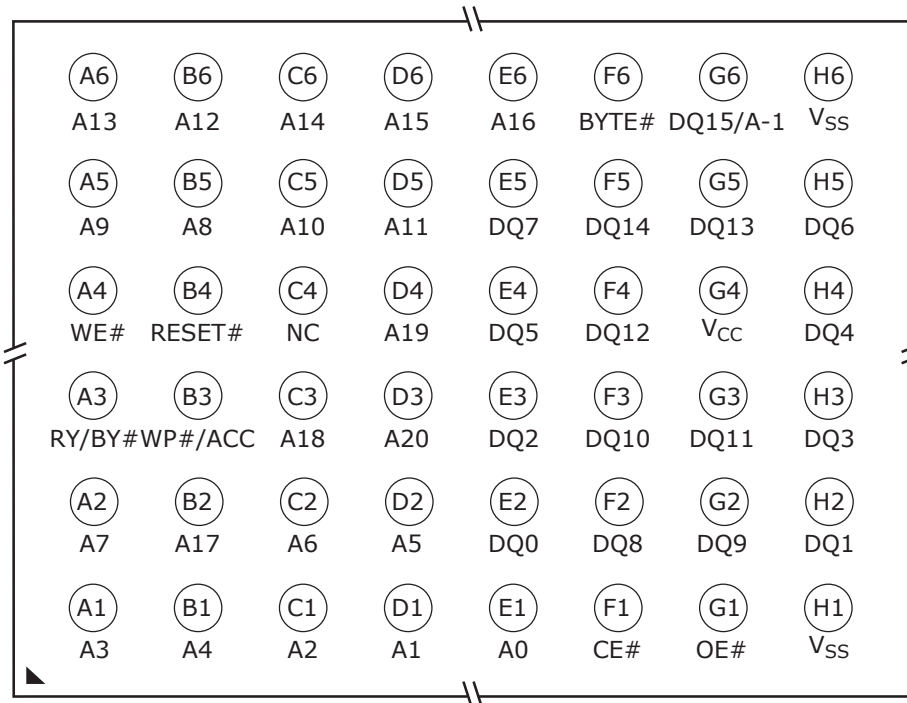 A6 B6 C6 D6 E6 F6 G6 H6
A13 A12 A14 A15 A16 BYTE# DQ15/A-1 VSS
A5 B5 C5 D5 E5 F5 G5 H5
A9 A8 A10 A11 DQ7 DQ14 DQ13 DQ6
A4 B4 C4 D4 E4 F4 G4 H4
WE# RESET# NC A19 DQ5 DQ12 VCC DQ4
A3 B3 C3 D3 E3 F3 G3 H3
RY/BY# WP#/ACC A18 A20 DQ2 DQ10 DQ11 DQ3
A2 B2 C2 D2 E2 F2 G2 H2
A7 A17 A6 A5 DQ0 DQ8 DQ9 DQ1
A1 B1 C1 D1 E1 F1 G1 H1
A3 A4 A2 A1 A0 CE# OE# VSS